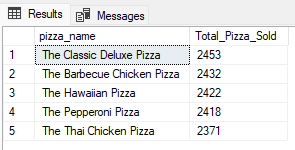 Results Messages
pizza_name Total_Pizza_Sold
1 The Classic Deluxe Pizza 2453
2 The Barbecue Chicken Pizza 2432
3 The Hawaiian Pizza 2422
4 The Pepperoni Pizza 2418
5 The Thai Chicken Pizza 2371